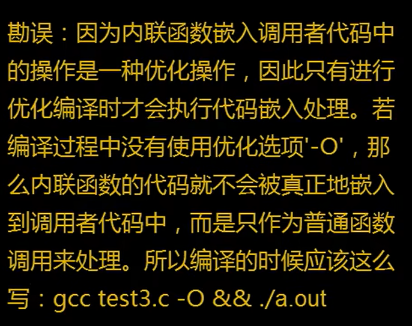 勘误：因为内联函数嵌入调用者代码中
的操作是一种优化操作，因此只有进行
优化编译时才会执行代码嵌入处理。若
编译过程中没有使用优化选项'-O'，那
么内联函数的代码就不会被真正地嵌入
到调用者代码中，而是只作为普通函数
调用来处理。所以编译的时候应该这么
写：gcc test3.c -O && ./a.out